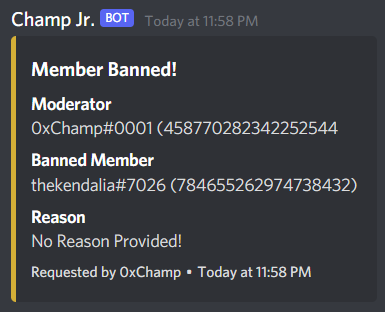 Champ Jr. BOT Today at 11:58 PM
Member Banned!
Moderator
0xChamp#0001 (458770282342252544
Banned Member
thekendalia#7026 (784655262974738432)
Reason
No Reason Provided!
Requested by 0xChamp • Today at 11:58 PM